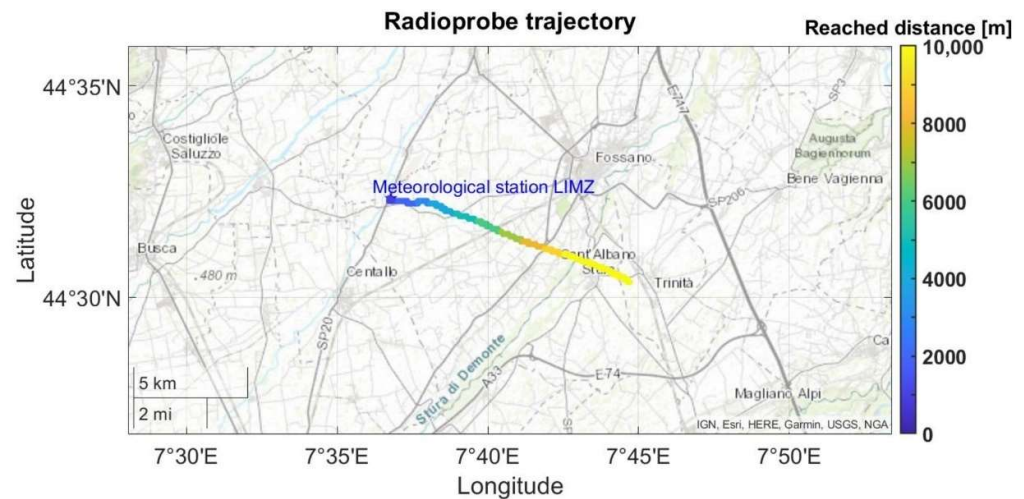 Radioprobe trajectory
Reached distance [m]
10,000
8000
6000
4000
2000
0
Latitude
44°35'N
44°30'N
Costigliole
Saluzzo
Fossano
Meteorological station LIMZ
E74
SP3
Augusta
Bagiennorum
Bene Vagienna
SP206
Busca
480 m
Centallo
Sant'Albano
Stura
Trinità
SP20
Stura di Demonte
A33
E74
Ca
Magliano Alpi
5 km
2 mi
IGN, Esri, HERE, Garmin, USGS, NGA
7°30'E
7°35'E
7°40'E
7°45'E
7°50'E
Longitude